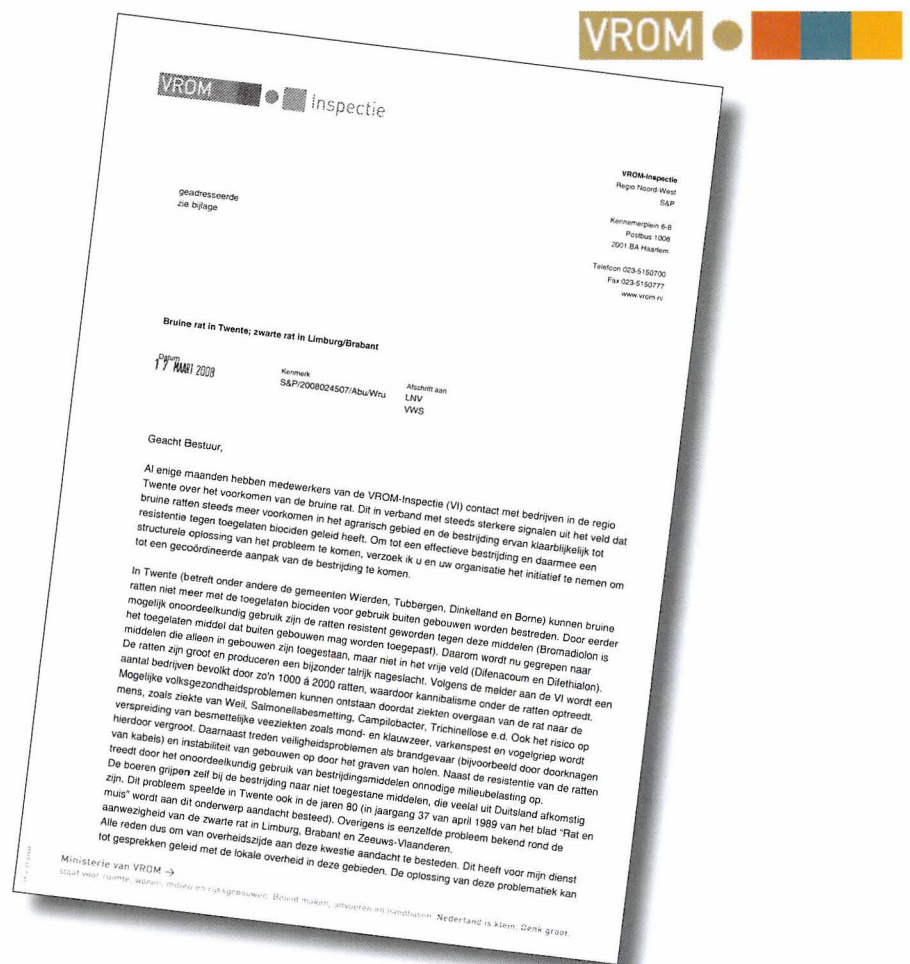 VROM
VROM Inspectie
VROM-Inspectie
Regio Noord-West
S&P
Kennemerplein 6-8
Postbus 1006
2001 BA Haarlem
Telefoon 023-5150700
Fax 023-5150777
www.vrom.nl
geadresseerde
zie bijlage
Bruine rat in Twente; zwarte rat in Limburg/Brabant
Datum
17 MAART 2008
Kenmerk
S&P/2008024507/Abu/Wru
Afschrift aan
LNV
VWS
Geacht Bestuur,
Al enige maanden hebben medewerkers van de VROM-Inspectie (VI) contact met bedrijven in de regio
Twente over het voorkomen van de bruine rat. Dit in verband met steeds sterkere signalen uit het veld dat
bruine ratten steeds meer voorkomen in het agrarisch gebied en de bestrijding ervan klaarblijkelijk tot
resistentie tegen toegelaten biociden geleid heeft. Om tot een effectieve bestrijding en daarmee een
structurele oplossing van het probleem te komen, verzoek ik u en uw organisatie het initiatief te nemen om
tot een gecoördineerde aanpak van de bestrijding te komen.
In Twente (betreft onder andere de gemeenten Wierden, Tubbergen, Dinkelland en Borne) kunnen bruine
ratten niet meer met de toegelaten biociden voor gebruik buiten gebouwen worden bestreden. Door eerder
mogelijk onoordeelkundig gebruik zijn de ratten resistent geworden tegen deze middelen (Bromadiolon is
het toegelaten middel dat buiten gebouwen mag worden toegepast). Daarom wordt nu gegrepen naar
middelen die alleen in gebouwen zijn toegestaan, maar niet in het vrije veld (Difenacoum en Difethialon).
De ratten zijn groot en produceren een bijzonder talrijk nageslacht. Volgens de melder aan de VI wordt een
aantal bedrijven bevolkt door zo'n 1000 á 2000 ratten, waardoor kannibalisme onder de ratten optreedt.
Mogelijke volksgezondheidsproblemen kunnen ontstaan doordat ziekten overgaan van de rat naar de
mens, zoals ziekte van Weil, Salmonellabesmetting, Campilobacter, Trichinellose e.d. Ook het risico op
verspreiding van besmettelijke veeziekten zoals mond- en klauwzeer, varkenspest en vogelgriep wordt
hierdoor vergroot. Daarnaast treden veiligheidsproblemen als brandgevaar (bijvoorbeeld door doorknagen
van kabels) en instabiliteit van gebouwen op door het graven van holen. Naast de resistentie van de ratten
treedt door het onoordeelkundig gebruik van bestrijdingsmiddelen onnodige milieubelasting op.
De boeren grijpen zelf bij de bestrijding naar niet toegestane middelen, die veelal uit Duitsland afkomstig
zijn. Dit probleem speelde in Twente ook in de jaren 80 (in jaargang 37 van april 1989 van het blad "Rat en
muis" wordt aan dit onderwerp aandacht besteed). Overigens is eenzelfde probleem bekend rond de
aanwezigheid van de zwarte rat in Limburg, Brabant en Zeeuws-Vlaanderen.
Alle reden dus om van overheidszijde aan deze kwestie aandacht te besteden. Dit heeft voor mijn dienst
tot gesprekken geleid met de lokale overheid in deze gebieden. De oplossing van deze problematiek kan
Ministerie van VROM →
staat voor ruimte, wonen, milieu en rijksgebouwen. Beleid maken, uitvoeren en handhaven. Nederland is klein. Denk groot.